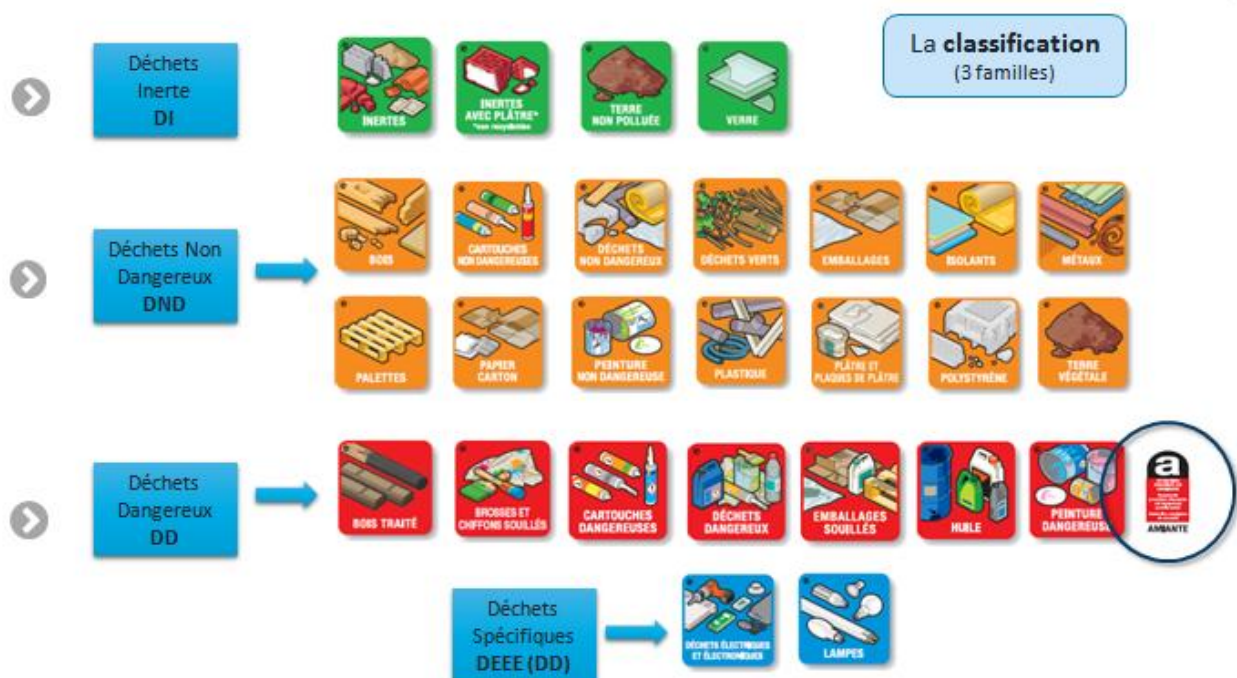 La classification
(3 familles)
Déchets
Inerte
DI
INERTES
INERTES
AVEC PLÂTRE*
*non recyclables
TERRE
NON POLLUÉE
VERRE
Déchets Non
Dangereux
DND
BOIS
CARTOUCHES
NON DANGEREUSES
DÉCHETS
NON DANGEREUX
DÉCHETS VERTS
EMBALLAGES
ISOLANTS
MÉTAUX
PALETTES
PAPIER
CARTON
PEINTURE
NON DANGEREUSE
PLASTIQUE
PLÂTRE ET
PLAQUES DE PLÂTRE
POLYSTYRÈNE
TERRE
VÉGÉTALE
Déchets
Dangereux
DD
BOIS TRAITÉ
BROSSES ET
CHIFFONS SOUILLÉS
CARTOUCHES
DANGEREUSES
DÉCHETS
DANGEREUX
EMBALLAGES
SOUILLÉS
HUILE
PEINTURE
DANGEREUSE
a
AMIANTE
Déchets
Spécifiques
DEEE (DD)
DÉCHETS ÉLECTRIQUES
ET ÉLECTRONIQUES
LAMPES